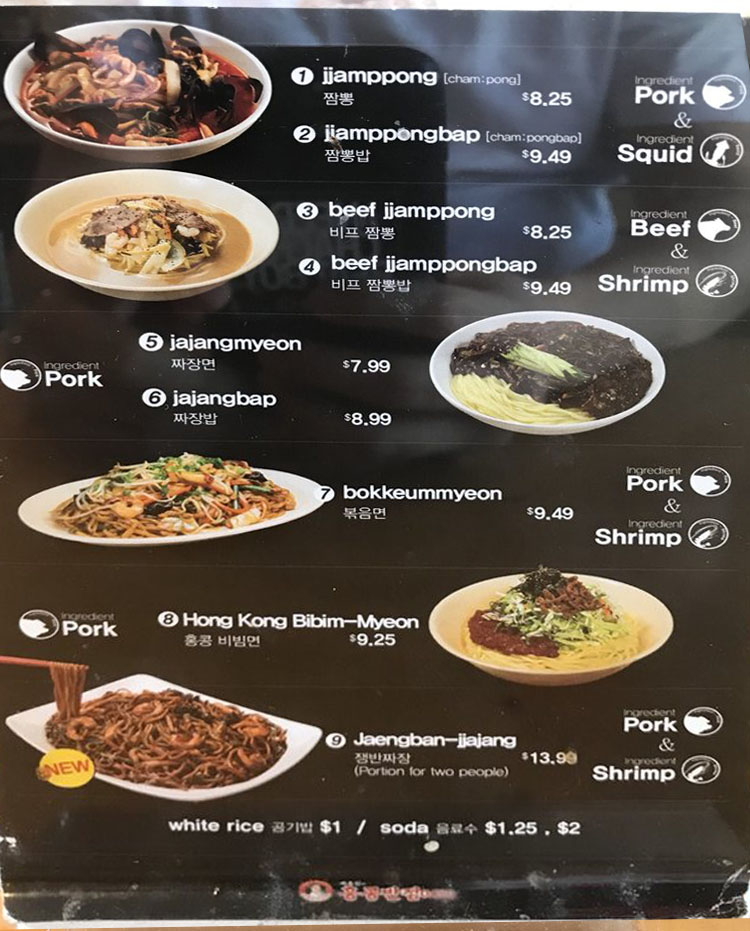 1 jjamppong [cham:pong]
짬뽕 $8.25
2 jjamppongbap [cham:pongbap]
짬뽕밥 $9.49
Ingredient
Pork
&
Ingredient
Squid
3 beef jjamppong
비프 짬뽕 $8.25
4 beef jjamppongbap
비프 짬뽕밥 $9.49
Ingredient
Beef
&
Ingredient
Shrimp
Ingredient
Pork
5 jajangmyeon
짜장면 $7.99
6 jajangbap
짜장밥 $8.99
7 bokkeummyeon
볶음면 $9.49
Ingredient
Pork
&
Ingredient
Shrimp
Ingredient
Pork
8 Hong Kong Bibim-Myeon
홍콩 비빔면 $9.25
NEW
9 Jaengban-jjajang
쟁반짜장 $13.99
(Portion for two people)
Ingredient
Pork
&
Ingredient
Shrimp
white rice 공기밥 $1 / soda 음료수 $1.25 . $2
홍콩반점